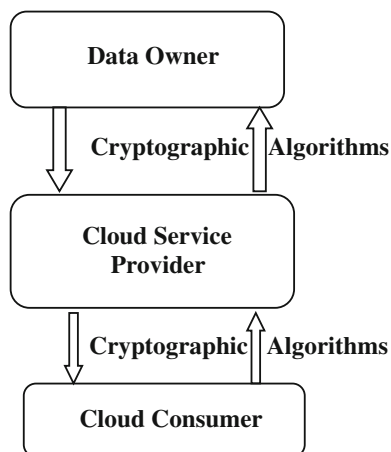 Data Owner
Cryptographic Algorithms
Cloud Service
Provider
Cryptographic Algorithms
Cloud Consumer